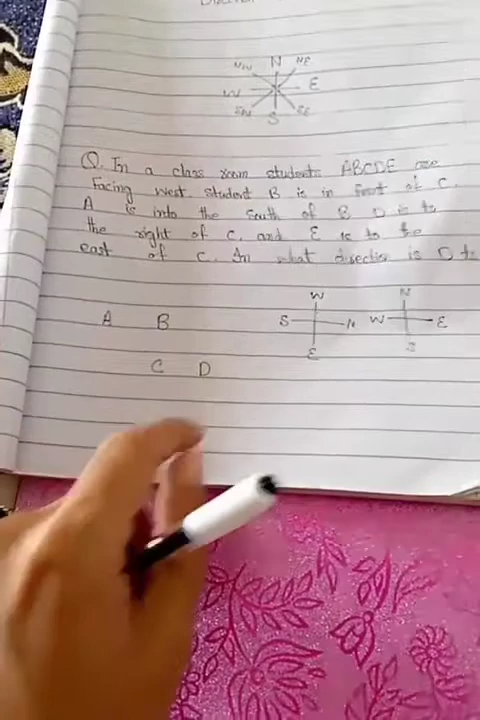 N
NW NE
W E
SW SE
S
Q. In a class room students ABCDE are
Facing west. student B is in front of C.
A is into the South of B D is to
the right of C. and E is to the
east of C. In what direction is D to
W N
A B S N W E
E S
C D